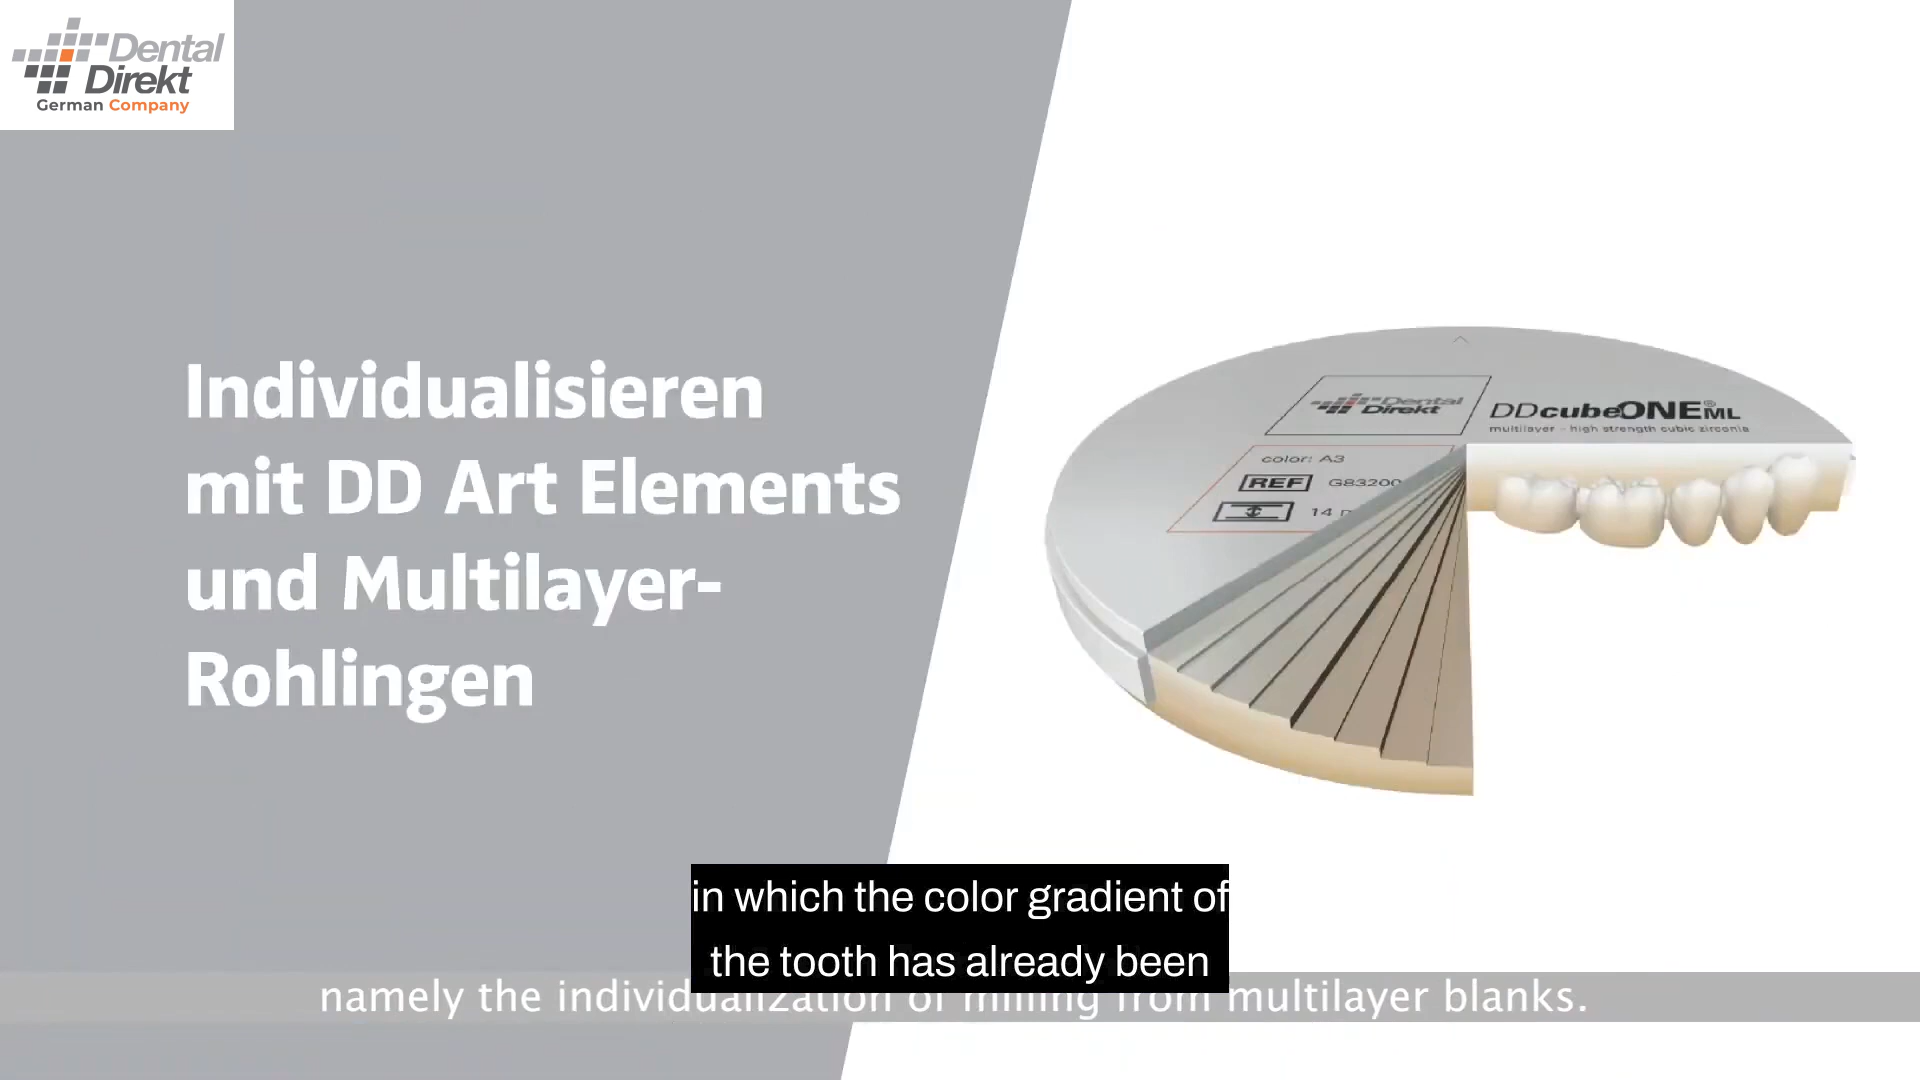 Dental
Direkt
German Company
Individualisieren
mit DD Art Elements
und Multilayer-
Rohlingen
Dental
Direkt
DDcubeONE® ML
multilayer - high strength cubic zirconia
color: A3
REF G83200
14
in which the color gradient of
the tooth has already been
namely the individualization of milling from multilayer blanks.